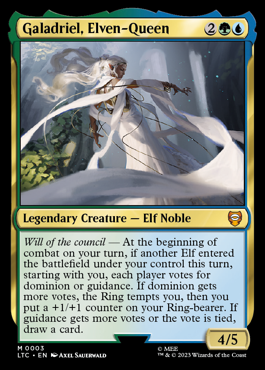 Galadriel, Elven-Queen 2
Legendary Creature — Elf Noble
Will of the council — At the beginning of
combat on your turn, if another Elf entered
the battlefield under your control this turn,
starting with you, each player votes for
dominion or guidance. If dominion gets
more votes, the Ring tempts you, then you
put a +1/+1 counter on your Ring-bearer. If
guidance gets more votes or the vote is tied,
draw a card.
4/5
M 0003
LTC • EN Axel Sauerwald
© MEE
™ & © 2023 Wizards of the Coast